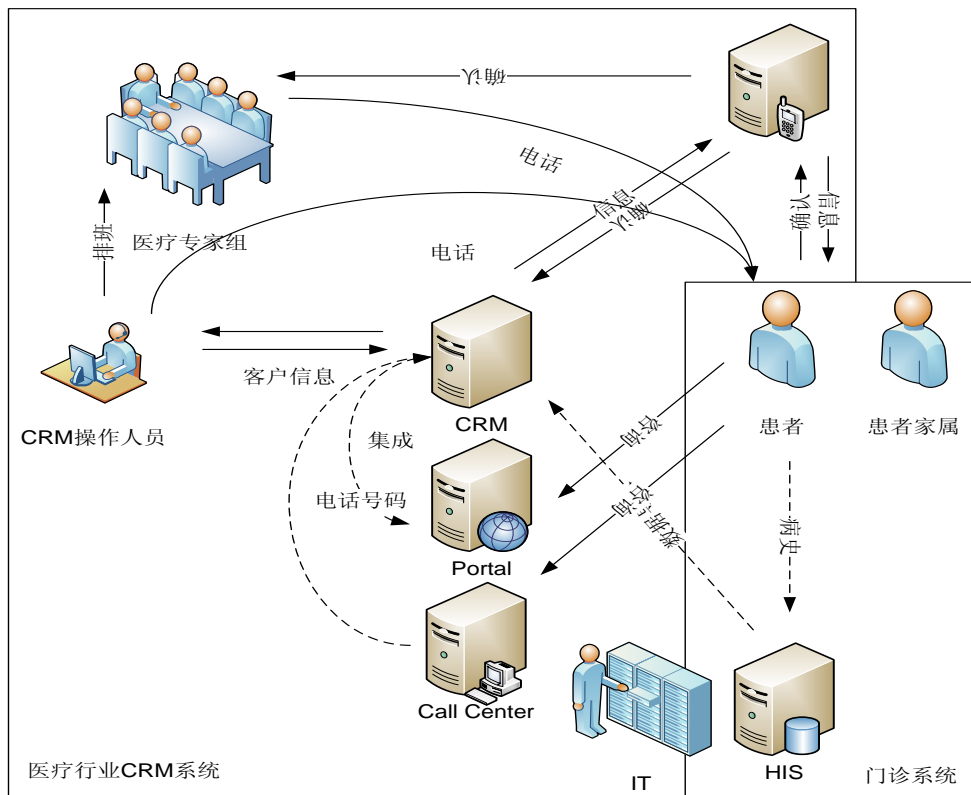 确认
电话
信息
确认
确认
信息
排班
医疗专家组
电话
客户信息
CRM操作人员
CRM
患者
患者家属
集成
咨询
电话号码
咨询
数据
病史
Portal
Call Center
IT
HIS
医疗行业CRM系统
门诊系统